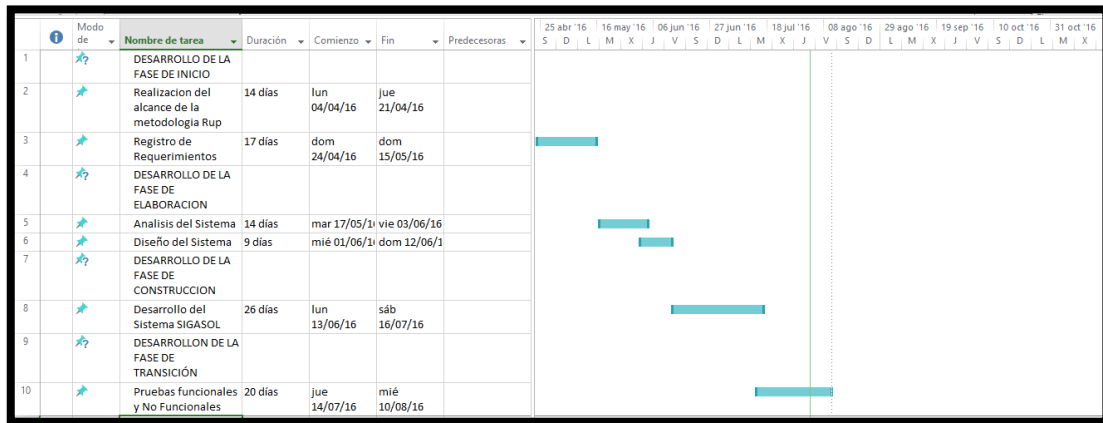 Modo de Nombre de tarea Duración Comienzo Fin Predecesoras
25 abr '16 16 may '16 06 jun '16 27 jun '16 18 jul '16 08 ago '16 29 ago '16 19 sep '16 10 oct '16 31 oct '16
S D L M X J V S D L M X J V S D L M X J V S D L M X
1 DESARROLLO DE LA
FASE DE INICIO
2 Realizacion del 14 días lun jue
alcance de la 04/04/16 21/04/16
metodologia Rup
3 Registro de 17 días dom dom
Requerimientos 24/04/16 15/05/16
4 DESARROLLO DE LA
FASE DE
ELABORACION
5 Analisis del Sistema 14 días mar 17/05/1 vie 03/06/16
6 Diseño del Sistema 9 días mié 01/06/1 dom 12/06/1
7 DESARROLLO DE LA
FASE DE
CONSTRUCCION
8 Desarrollo del 26 días lun sáb
Sistema SIGASOL 13/06/16 16/07/16
9 DESARROLLON DE LA
FASE DE
TRANSICIÓN
10 Pruebas funcionales 20 días jue mié
y No Funcionales 14/07/16 10/08/16